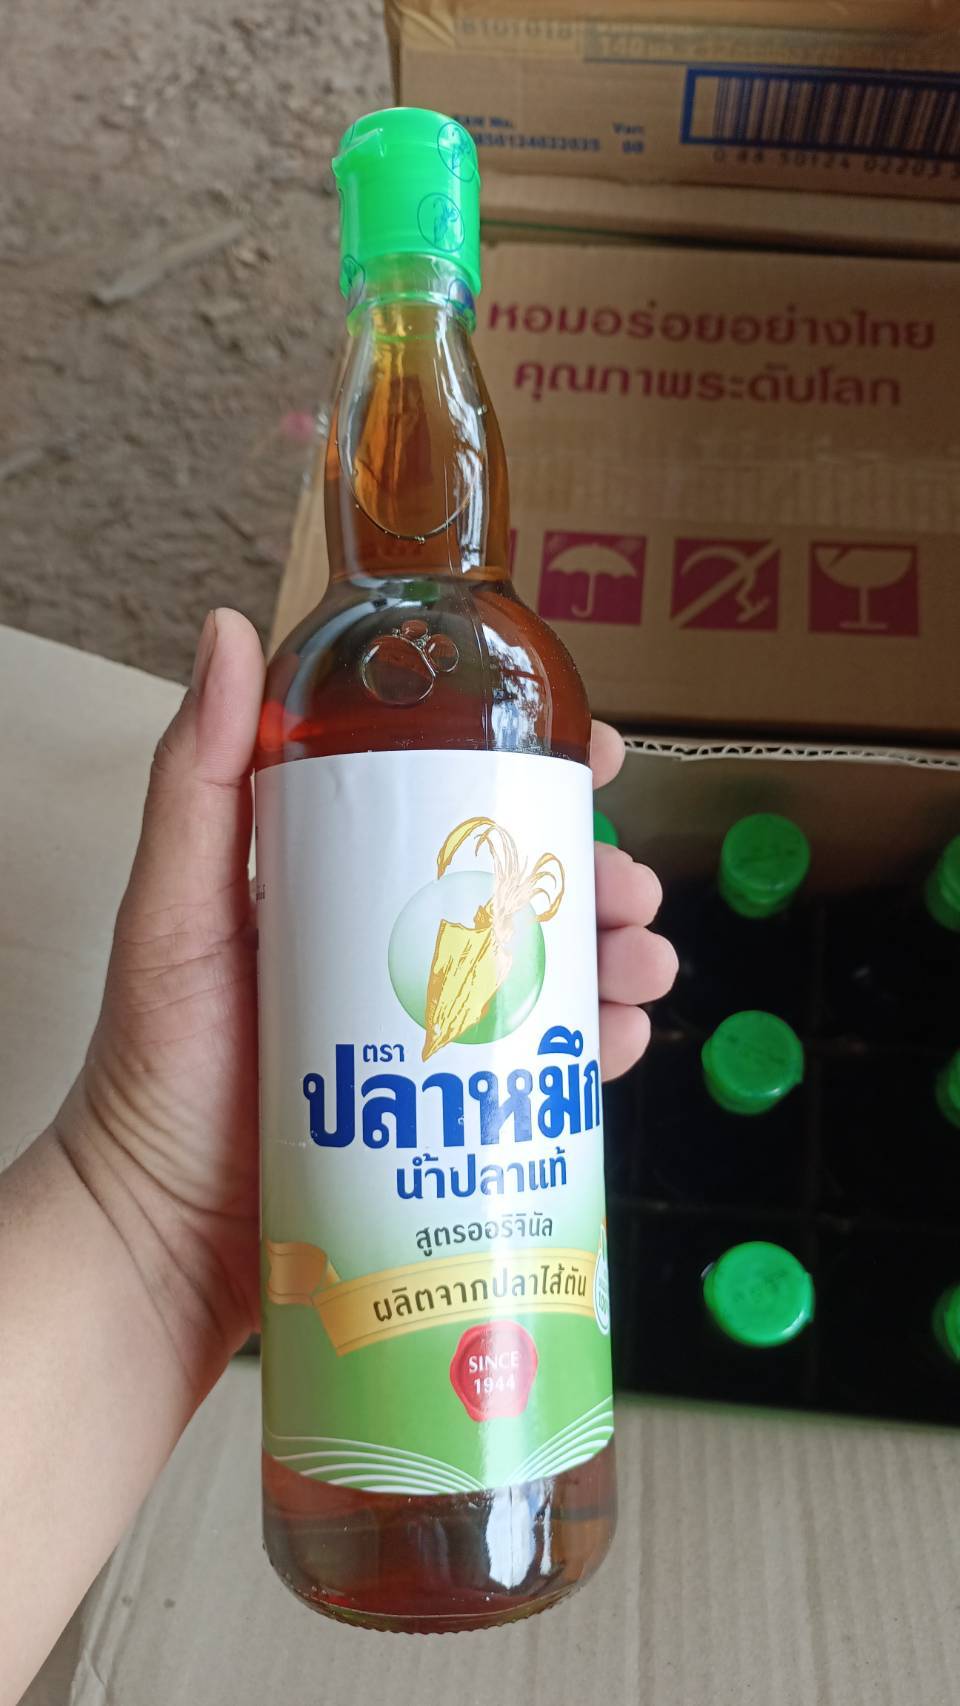 หอมอร่อยอย่างไทย
คุณภาพระดับโลก
ตรา
ปลาหมึก
น้ำปลาแท้
สูตรออริจินัล
ผลิตจากปลาไส้ตัน
SINCE
1944